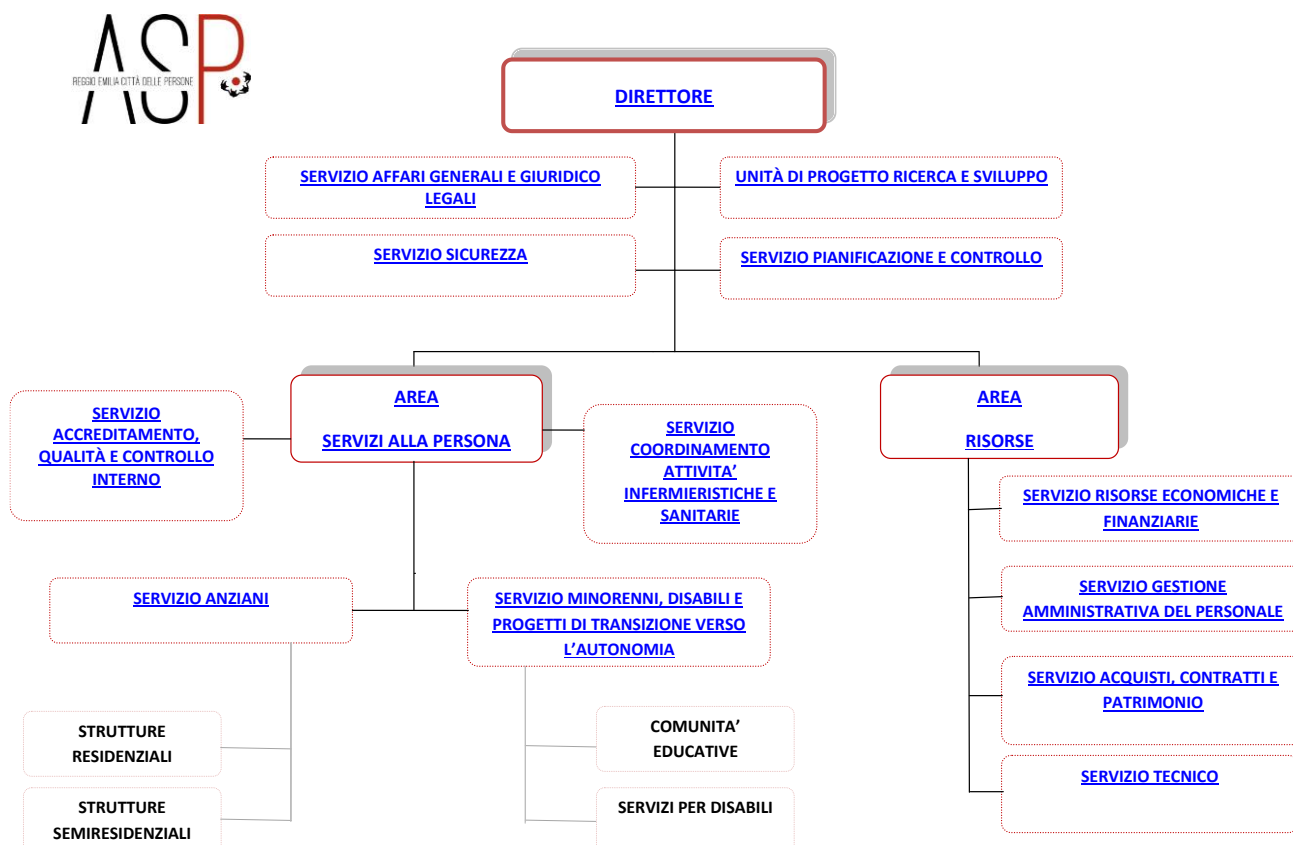 ASP
REGGIO EMILIA CITTÀ DELLE PERSONE
DIRETTORE
SERVIZIO AFFARI GENERALI E GIURIDICO
LEGALI
UNITÀ DI PROGETTO RICERCA E SVILUPPO
SERVIZIO SICUREZZA
SERVIZIO PIANIFICAZIONE E CONTROLLO
AREA
SERVIZI ALLA PERSONA
AREA
RISORSE
SERVIZIO
ACCREDITAMENTO,
QUALITÀ E CONTROLLO
INTERNO
SERVIZIO
COORDINAMENTO
ATTIVITA’
INFERMIERISTICHE E
SANITARIE
SERVIZIO RISORSE ECONOMICHE E
FINANZIARIE
SERVIZIO ANZIANI
SERVIZIO MINORENNI, DISABILI E
PROGETTI DI TRANSIZIONE VERSO
L’AUTONOMIA
SERVIZIO GESTIONE
AMMINISTRATIVA DEL PERSONALE
SERVIZIO ACQUISTI, CONTRATTI E
PATRIMONIO
STRUTTURE
RESIDENZIALI
COMUNITA’
EDUCATIVE
SERVIZIO TECNICO
STRUTTURE
SEMIRESIDENZIALI
SERVIZI PER DISABILI